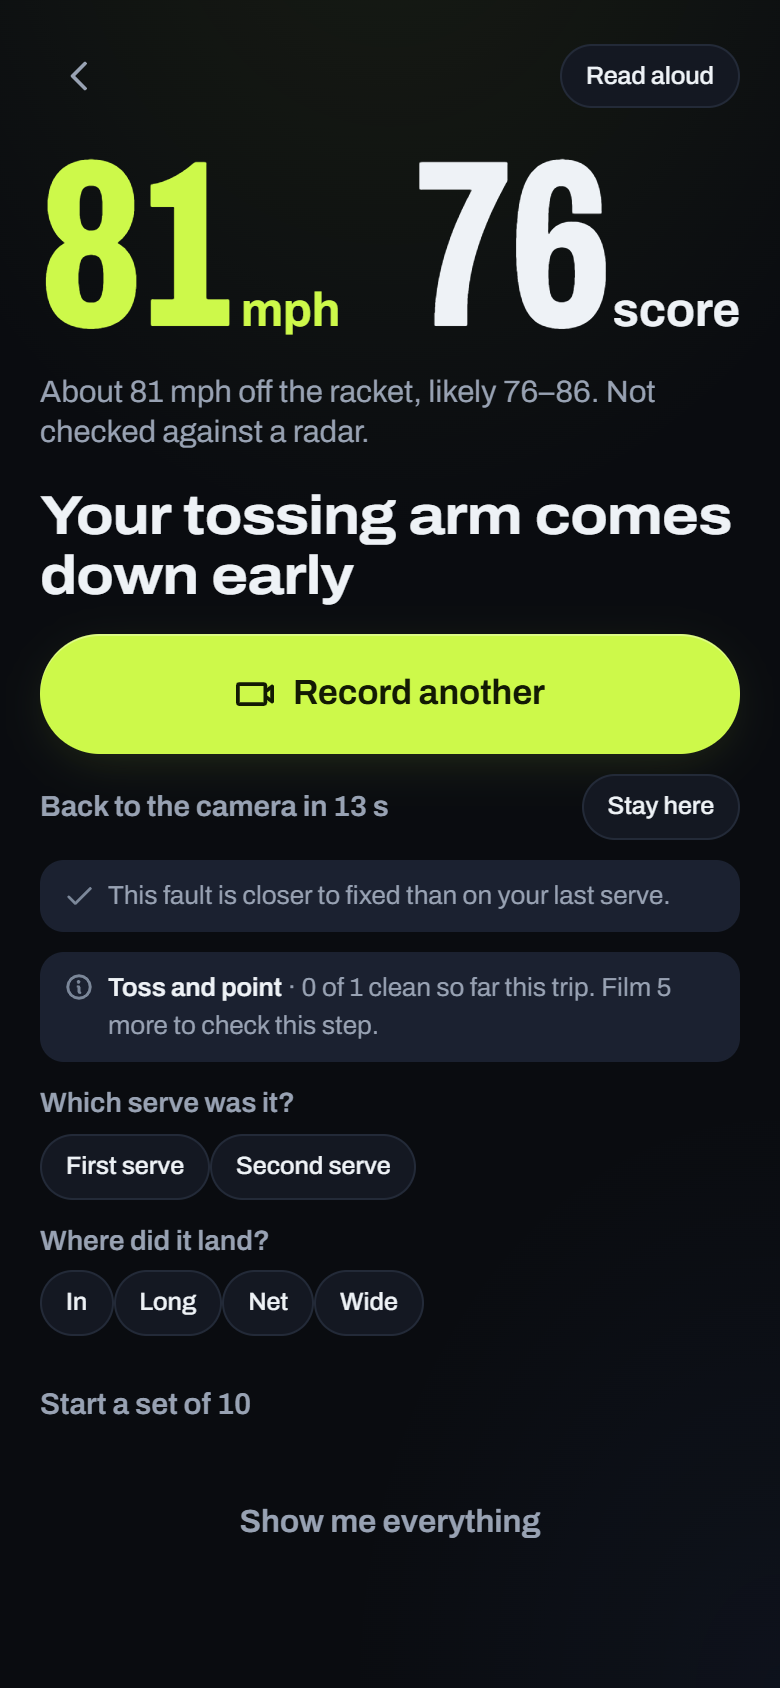 Read aloud
81 mph 76 score
About 81 mph off the racket, likely 76–86. Not
checked against a radar.
Your tossing arm comes
down early
Record another
Back to the camera in 13 s
Stay here
This fault is closer to fixed than on your last serve.
Toss and point · 0 of 1 clean so far this trip. Film 5
more to check this step.
Which serve was it?
First serve Second serve
Where did it land?
In Long Net Wide
Start a set of 10
Show me everything